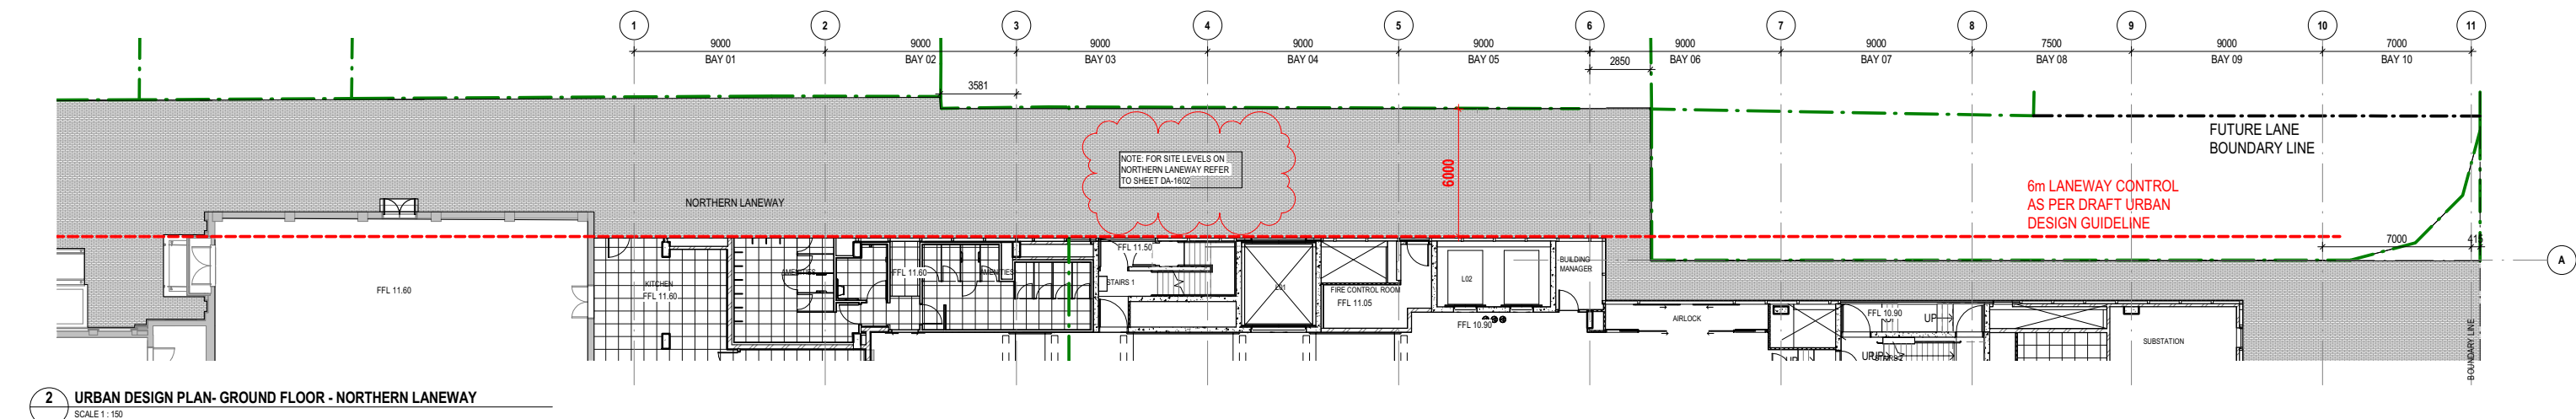 1 2 3 4 5 6 7 8 9 10 11
9000 9000 9000 9000 9000 9000 9000 7500 9000 7000
BAY 01 BAY 02 BAY 03 BAY 04 BAY 05 BAY 06 BAY 07 BAY 08 BAY 09 BAY 10
2850
3581
FUTURE LANE
BOUNDARY LINE
NOTE: FOR SITE LEVELS ON
NORTHERN LANEWAY REFER
TO SHEET DA-1602
6000
6m LANEWAY CONTROL
AS PER DRAFT URBAN
DESIGN GUIDELINE
NORTHERN LANEWAY
7000
415
A
FFL 11.50
AMENITIES
FFL 11.60
AMENITIES
BUILDING
MANAGER
KITCHEN
FFL 11.60
STAIRS 1
L01
L02
FIRE CONTROL ROOM
FFL 11.05
FFL 11.60
FFL 10.90
AIRLOCK
FFL 10.90
UP
SUBSTATION
UP
BOUNDARY LINE
2 URBAN DESIGN PLAN- GROUND FLOOR - NORTHERN LANEWAY
SCALE 1 : 150